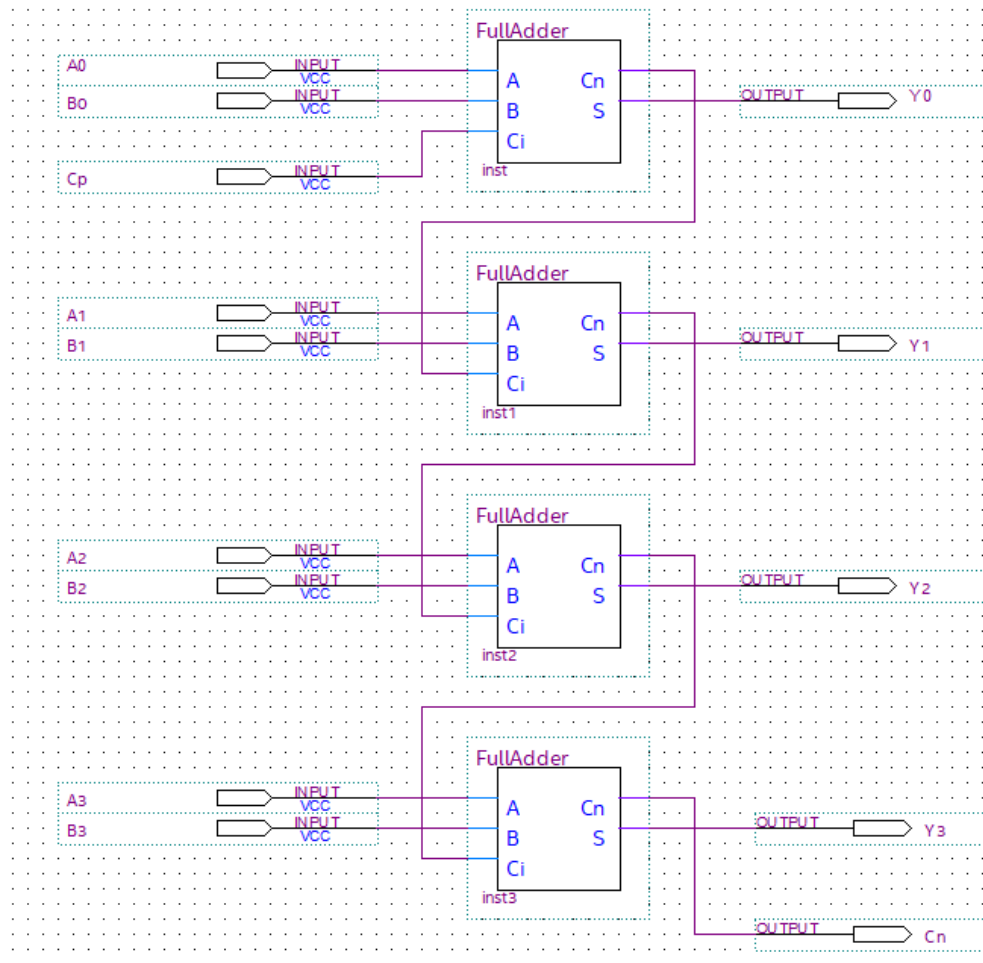 FullAdder
A0 INPUT VCC A Cn OUTPUT Y0
Bo INPUT VCC B S
Cp INPUT VCC Ci
inst
FullAdder
A1 INPUT VCC A Cn
B1 INPUT VCC B S OUTPUT Y1
Ci
inst1
FullAdder
A2 INPUT VCC A Cn
B2 INPUT VCC B S OUTPUT Y2
Ci
inst2
FullAdder
A3 INPUT VCC A Cn
B3 INPUT VCC B S OUTPUT Y3
Ci
inst3
OUTPUT Cn